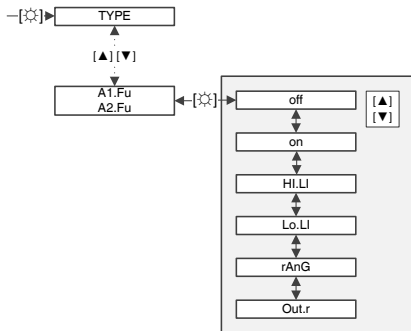 TYPE
[▲] [▼]
A1.Fu
A2.Fu
off
[▲]
[▼]
on
HI.LI
Lo.LI
rAnG
Out.r